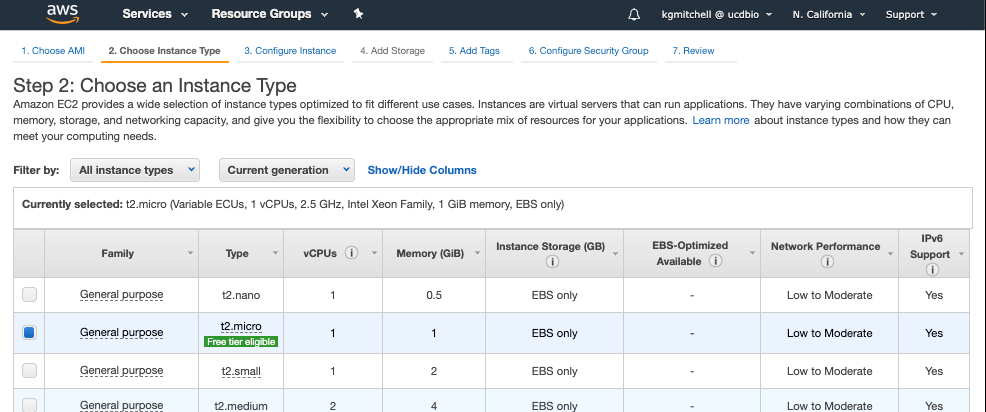 aws Services Resource Groups kgmitchell @ ucdbio N. California Support
1. Choose AMI 2. Choose Instance Type 3. Configure Instance 4. Add Storage 5. Add Tags 6. Configure Security Group 7. Review
Step 2: Choose an Instance Type
Amazon EC2 provides a wide selection of instance types optimized to fit different use cases. Instances are virtual servers that can run applications. They have varying combinations of CPU,
memory, storage, and networking capacity, and give you the flexibility to choose the appropriate mix of resources for your applications. Learn more about instance types and how they can
meet your computing needs.
Filter by: All instance types Current generation Show/Hide Columns
Currently selected: t2.micro (Variable ECUs, 1 vCPUs, 2.5 GHz, Intel Xeon Family, 1 GiB memory, EBS only)
Family Type vCPUs i Memory (GiB) Instance Storage (GB) i EBS-Optimized Available i Network Performance i IPv6 Support i
General purpose t2.nano 1 0.5 EBS only - Low to Moderate Yes
General purpose t2.micro Free tier eligible 1 1 EBS only - Low to Moderate Yes
General purpose t2.small 1 2 EBS only - Low to Moderate Yes
General purpose t2.medium 2 4 EBS only - Low to Moderate Yes